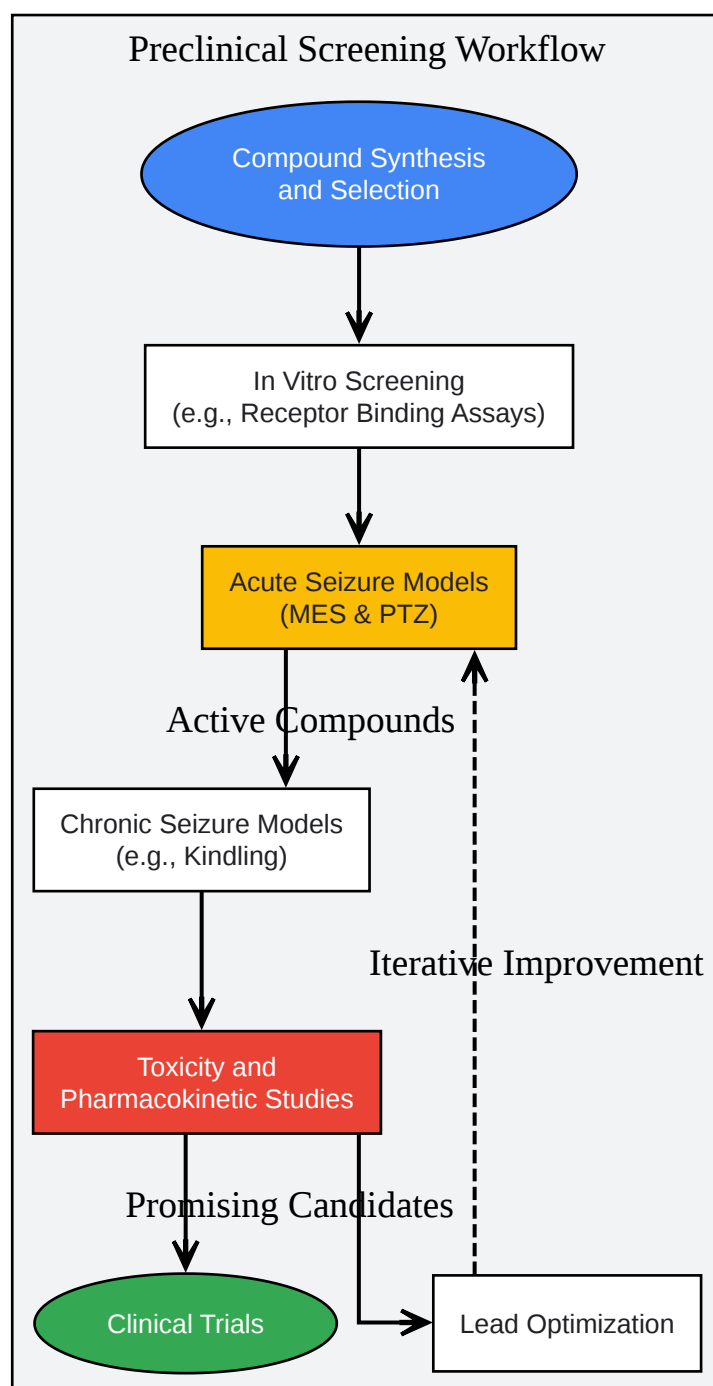 Preclinical Screening Workflow
Compound Synthesis
and Selection
In Vitro Screening
(e.g., Receptor Binding Assays)
Acute Seizure Models
(MES & PTZ)
Active Compounds
Chronic Seizure Models
(e.g., Kindling)
Iterative Improvement
Toxicity and
Pharmacokinetic Studies
Promising Candidates
Clinical Trials
Lead Optimization